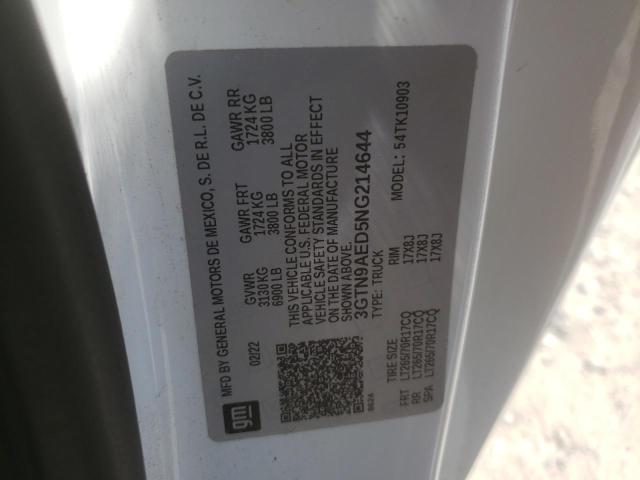 gm
MFD BY GENERAL MOTORS DE MEXICO, S. DE R.L. DE C.V.
02/22
GVWR GAWR FRT GAWR RR
3130 KG 1724 KG 1724 KG
6900 LB 3800 LB 3800 LB
THIS VEHICLE CONFORMS TO ALL
APPLICABLE U.S. FEDERAL MOTOR
VEHICLE SAFETY STANDARDS IN EFFECT
ON THE DATE OF MANUFACTURE
SHOWN ABOVE.
3GTN9AED5NG214644
TYPE: TRUCK MODEL: 54TK10903
8624
TIRE SIZE RIM
FRT LT265/70R17CQ 17X8J
RR LT265/70R17CQ 17X8J
SPA LT265/70R17CQ 17X8J